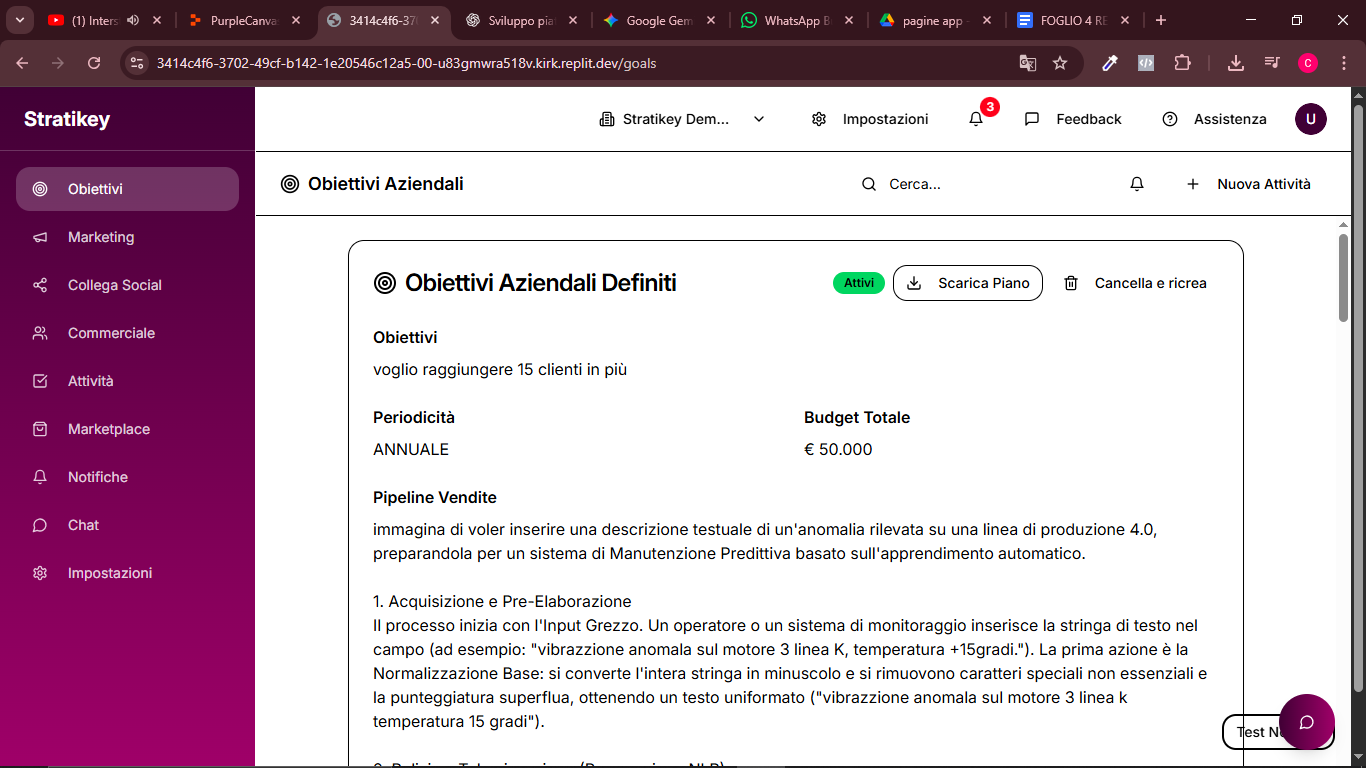 (1) Inters
PurpleCanva
3414c4f6-37
Sviluppo pia
Google Gem
WhatsApp B
pagine app -
FOGLIO 4 RE
3414c4f6-3702-49cf-b142-1e20546c12a5-00-u83gmwra518v.kirk.replit.dev/goals
C
Stratikey
Stratikey Dem...
Impostazioni
3
Feedback
Assistenza
U
Obiettivi
Marketing
Collega Social
Commerciale
Attività
Marketplace
Notifiche
Chat
Impostazioni
Obiettivi Aziendali
Cerca...
Nuova Attività
Obiettivi Aziendali Definiti
Attivi
Scarica Piano
Cancella e ricrea
Obiettivi
voglio raggiungere 15 clienti in più
Periodicità
ANNUALE
Budget Totale
€ 50.000
Pipeline Vendite
immagina di voler inserire una descrizione testuale di un'anomalia rilevata su una linea di produzione 4.0,
preparandola per un sistema di Manutenzione Predittiva basato sull'apprendimento automatico.
1. Acquisizione e Pre-Elaborazione
Il processo inizia con l'Input Grezzo. Un operatore o un sistema di monitoraggio inserisce la stringa di testo nel
campo (ad esempio: "vibrazzione anomala sul motore 3 linea K, temperatura +15gradi."). La prima azione è la
Normalizzazione Base: si converte l'intera stringa in minuscolo e si rimuovono caratteri speciali non essenziali e
la punteggiatura superflua, ottenendo un testo uniformato ("vibrazzione anomala sul motore 3 linea k
temperatura 15 gradi").
Test